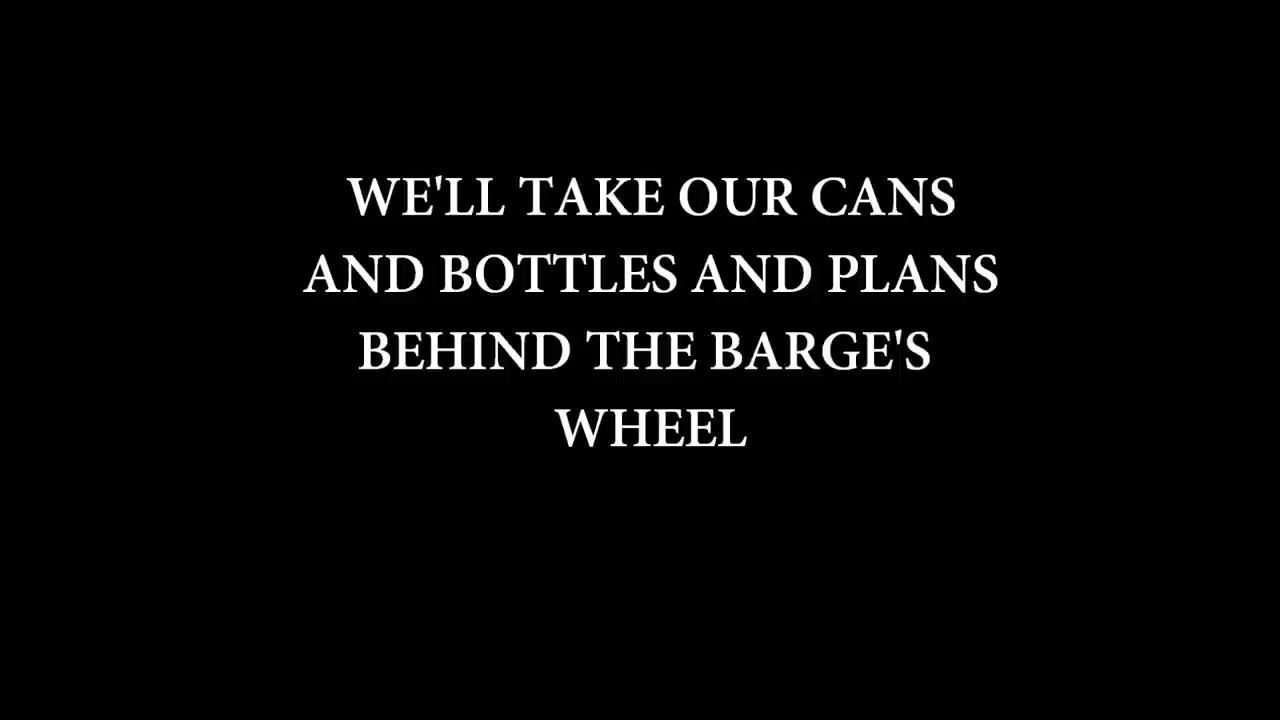 WE'LL TAKE OUR CANS
AND BOTTLES AND PLANS
BEHIND THE BARGE'S
WHEEL